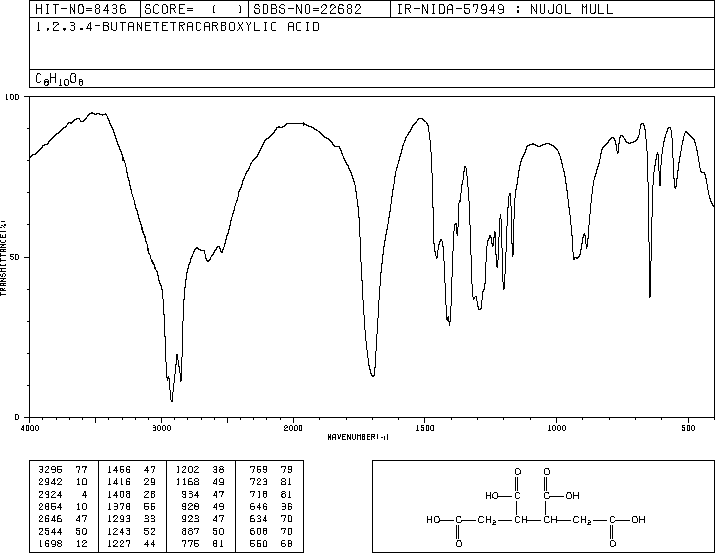 HIT-NO=8436 SCORE= ( ) SDBS-NO=22682 IR-NIDA-57949 : NUJOL MULL
1,2,3,4-BUTANETETRACARBOXYLIC ACID
C8H10O8
100
TRANSMITTANCE(%)
50
0
4000 3000 2000 1500 1000 500
WAVENUMBER(-1)
3295 77 1456 47 1202 38 769 79
2942 10 1416 29 1168 49 723 81
2924 4 1408 28 934 47 718 81
2854 10 1378 55 928 49 646 36
2646 47 1293 33 923 47 634 70
2544 50 1243 52 887 50 608 70
1698 12 1227 44 775 81 550 68
O O
HO-C C-OH
HO-C-CH2-CH-CH-CH2-C-OH
O O